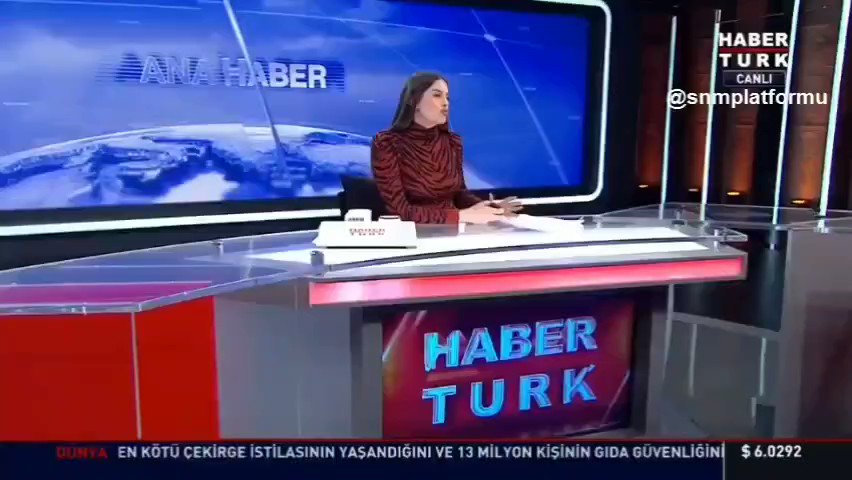 HABER
TURK
CANLI
@snmplatformu
ANA HABER
HABER
TURK
DÜNYA EN KÖTÜ ÇEKİRGE İSTİLASININ YAŞANDIĞINI VE 13 MİLYON KİŞİNİN GIDA GÜVENLİĞİNİ $ 6.0292